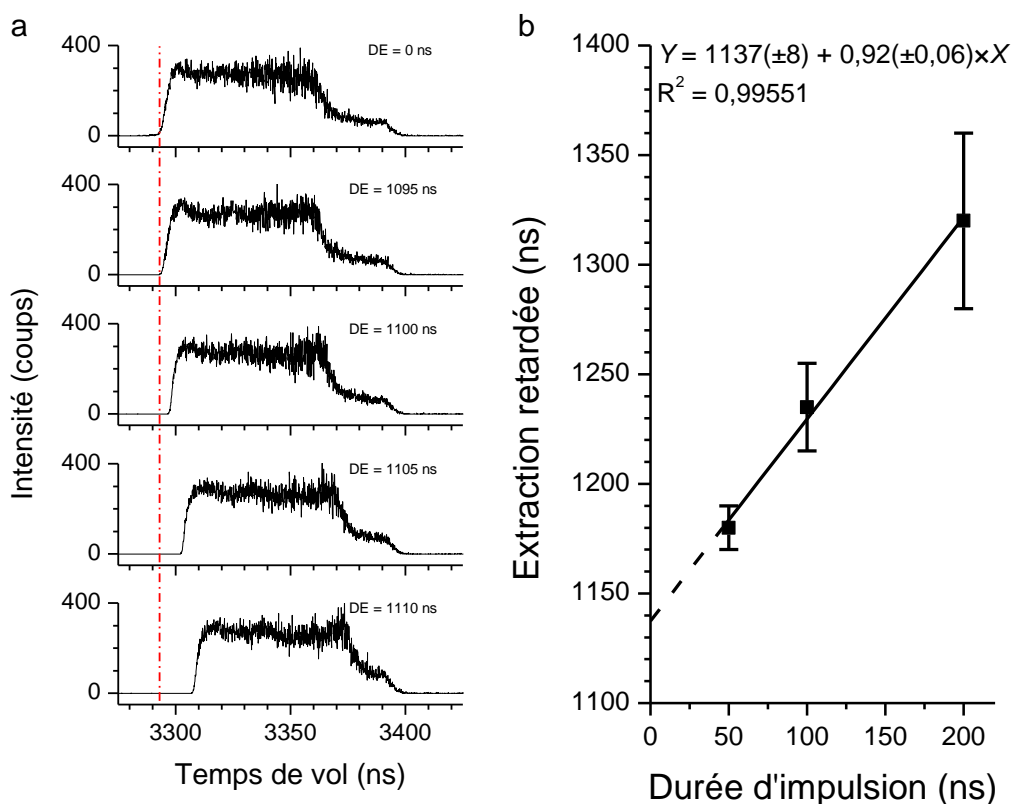 a
400
0
DE = 0 ns
400
0
DE = 1095 ns
400
0
DE = 1100 ns
400
0
DE = 1105 ns
400
0
DE = 1110 ns
3300
3350
3400
Temps de vol (ns)
Intensité (coups)
b
Y = 1137(±8) + 0,92(±0,06)×X
R² = 0,99551
1400
1350
1300
1250
1200
1150
1100
0
50
100
150
200
Durée d'impulsion (ns)
Extraction retardée (ns)